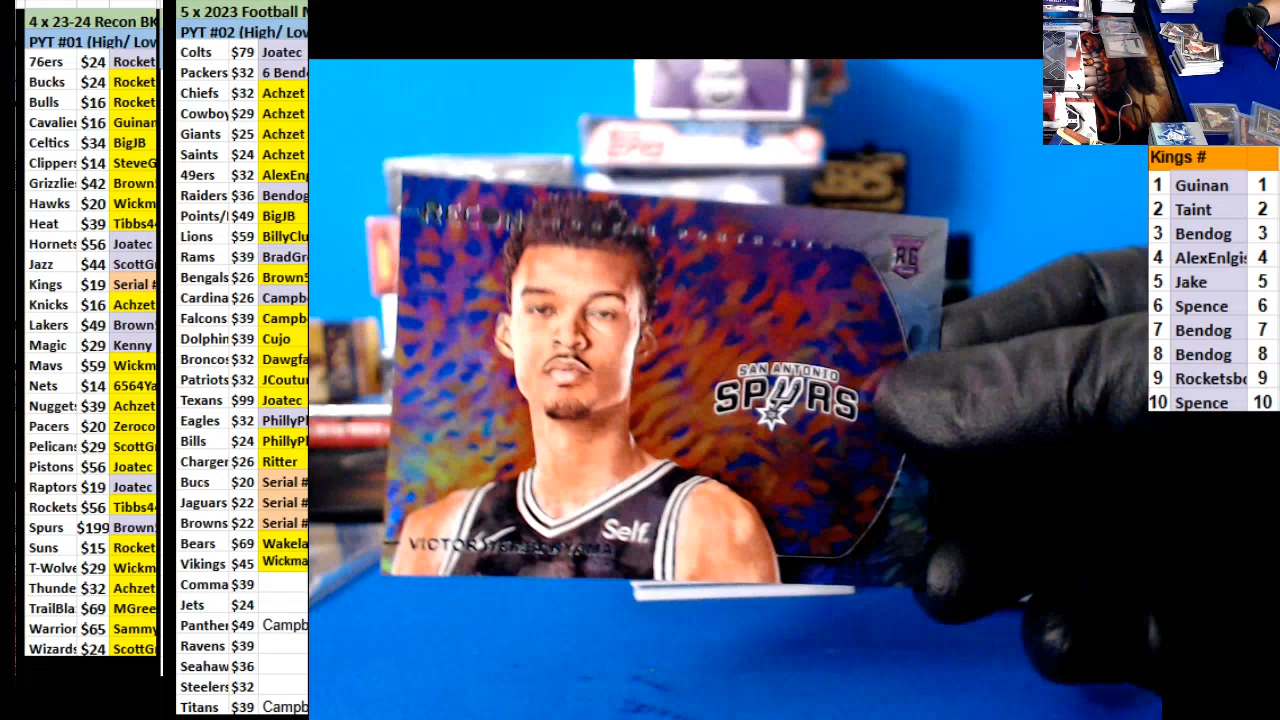 4 x 23-24 Recon BK
PYT #01 (High/ Lov
76ers $24 Rocket
Bucks $24 Rocket
Bulls $16 Rocket
Cavalier $16 Guinan
Celtics $34 BigJB
Clippers $14 SteveG
Grizzlie $42 Brown
Hawks $20 Wickm
Heat $39 Tibbs4
Hornets $56 Joatec
Jazz $44 ScottG
Kings $19 Serial #
Knicks $16 Achzet
Lakers $49 Brown
Magic $29 Kenny
Mavs $59 Wickm
Nets $14 6564Ya
Nugget $39 Achzet
Pacers $20 Zeroco
Pelican $29 ScottG
Pistons $56 Joatec
Raptors $19 Joatec
Rockets $56 Tibbs4
Spurs $199 Brown
Suns $15 Rocket
T-Wolve $29 Wickm
Thunde $32 Achzet
TrailBla $69 MGree
Warrior $65 Sammy
Wizards $24 ScottG
5 x 2023 Football
PYT #02 (High/ Lov
Colts $79 Joatec
Packers $32 6 Bend
Chiefs $32 Achzet
Cowboy $29 Achzet
Giants $25 Achzet
Saints $24 Achzet
49ers $32 AlexEn
Raiders $36 Bendog
Points/ $49 BigJB
Lions $59 BillyClu
Rams $39 BradGr
Bengals $26 Brown
Cardina $26 Campb
Falcons $39 Campb
Dolphin $39 Cujo
Bronco $32 Dawgfa
Patriots $32 JCoutu
Texans $99 Joatec
Eagles $32 PhillyP
Bills $24 PhillyP
Charger $26 Ritter
Bucs $20 Serial #
Jaguars $22 Serial #
Browns $22 Serial #
Bears $69 Wakela
Vikings $45 Wickma
Comma $39
Jets $24
Panthe $49 Campb
Ravens $39
Seahaw $36
Steelers $32
Titans $39 Campb
TOPPS
RECON
RC
SAN ANTONIO
SPURS
Self.
VICTOR WEMBANYAMA
Kings #
1 Guinan 1
2 Taint 2
3 Bendog 3
4 AlexEnlgis 4
5 Jake 5
6 Spence 6
7 Bendog 7
8 Bendog 8
9 Rocketsbo 9
10 Spence 10